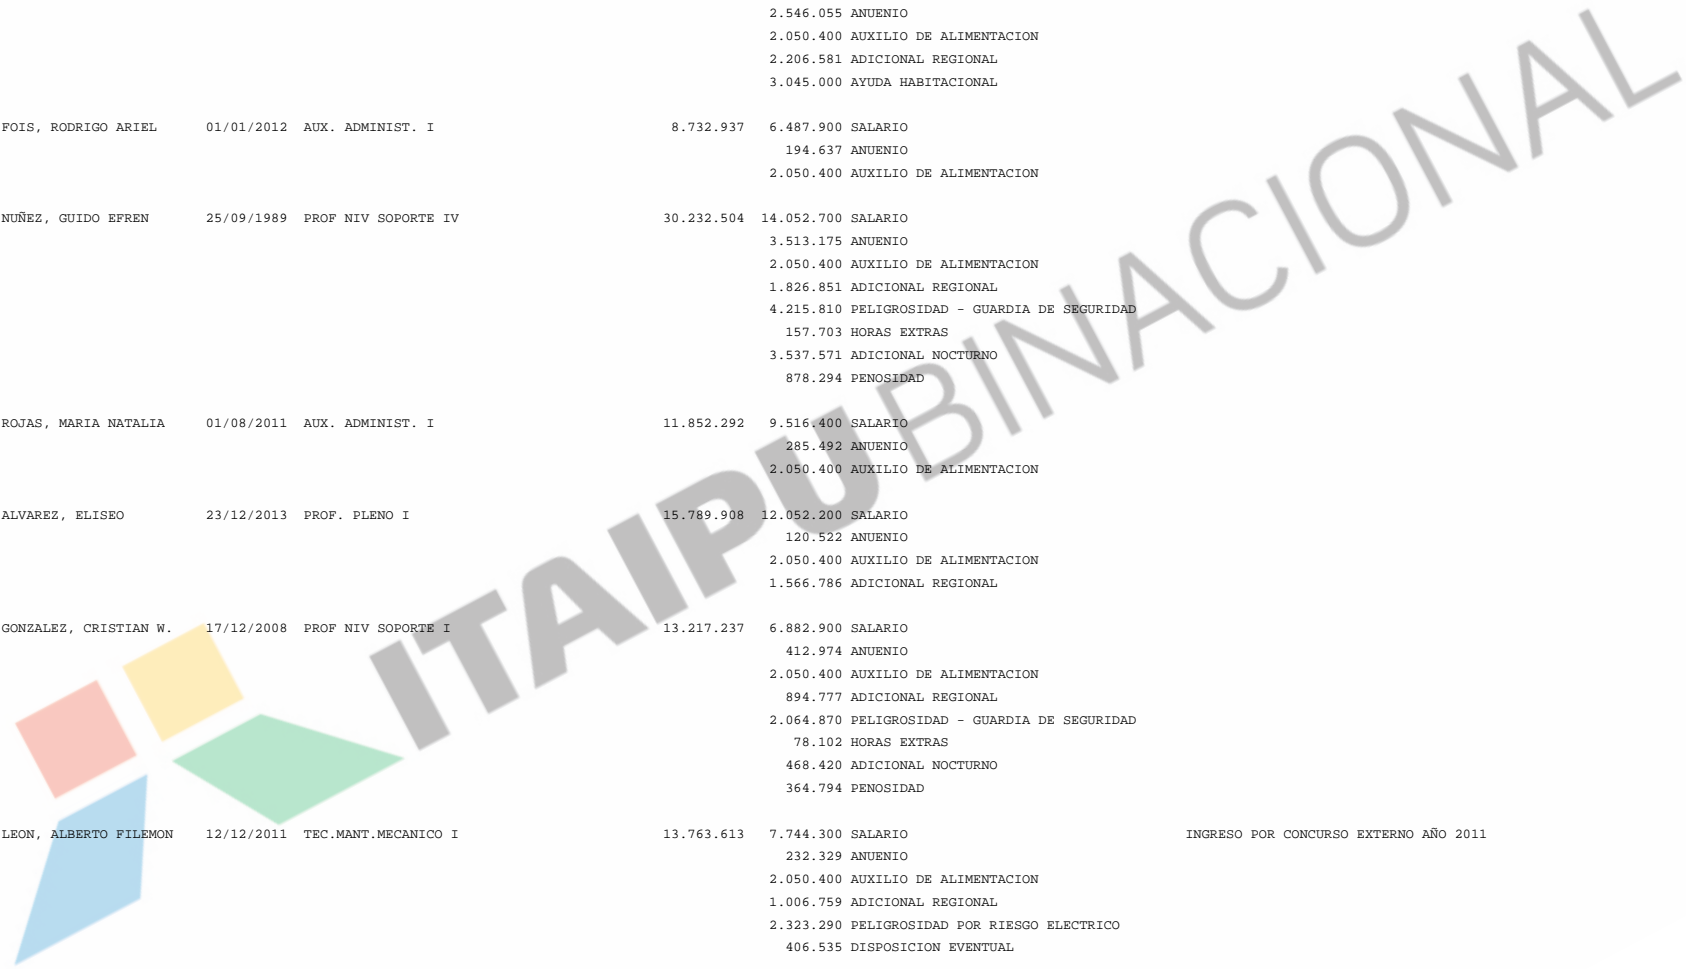 2.546.055 ANUENIO
2.050.400 AUXILIO DE ALIMENTACION
2.206.581 ADICIONAL REGIONAL
3.045.000 AYUDA HABITACIONAL
FOIS, RODRIGO ARIEL 01/01/2012 AUX. ADMINIST. I 8.732.937 6.487.900 SALARIO
194.637 ANUENIO
2.050.400 AUXILIO DE ALIMENTACION
NUÑEZ, GUIDO EFREN 25/09/1989 PROF NIV SOPORTE IV 30.232.504 14.052.700 SALARIO
3.513.175 ANUENIO
2.050.400 AUXILIO DE ALIMENTACION
1.826.851 ADICIONAL REGIONAL
4.215.810 PELIGROSIDAD - GUARDIA DE SEGURIDAD
157.703 HORAS EXTRAS
3.537.571 ADICIONAL NOCTURNO
878.294 PENOSIDAD
ROJAS, MARIA NATALIA 01/08/2011 AUX. ADMINIST. I 11.852.292 9.516.400 SALARIO
285.492 ANUENIO
2.050.400 AUXILIO DE ALIMENTACION
ALVAREZ, ELISEO 23/12/2013 PROF. PLENO I 15.789.908 12.052.200 SALARIO
120.522 ANUENIO
2.050.400 AUXILIO DE ALIMENTACION
1.566.786 ADICIONAL REGIONAL
GONZALEZ, CRISTIAN W. 17/12/2008 PROF NIV SOPORTE I 13.217.237 6.882.900 SALARIO
412.974 ANUENIO
2.050.400 AUXILIO DE ALIMENTACION
894.777 ADICIONAL REGIONAL
2.064.870 PELIGROSIDAD - GUARDIA DE SEGURIDAD
78.102 HORAS EXTRAS
468.420 ADICIONAL NOCTURNO
364.794 PENOSIDAD
LEON, ALBERTO FILEMON 12/12/2011 TEC.MANT.MECANICO I 13.763.613 7.744.300 SALARIO INGRESO POR CONCURSO EXTERNO AÑO 2011
232.329 ANUENIO
2.050.400 AUXILIO DE ALIMENTACION
1.006.759 ADICIONAL REGIONAL
2.323.290 PELIGROSIDAD POR RIESGO ELECTRICO
406.535 DISPOSICION EVENTUAL
ITAIPU BINACIONAL